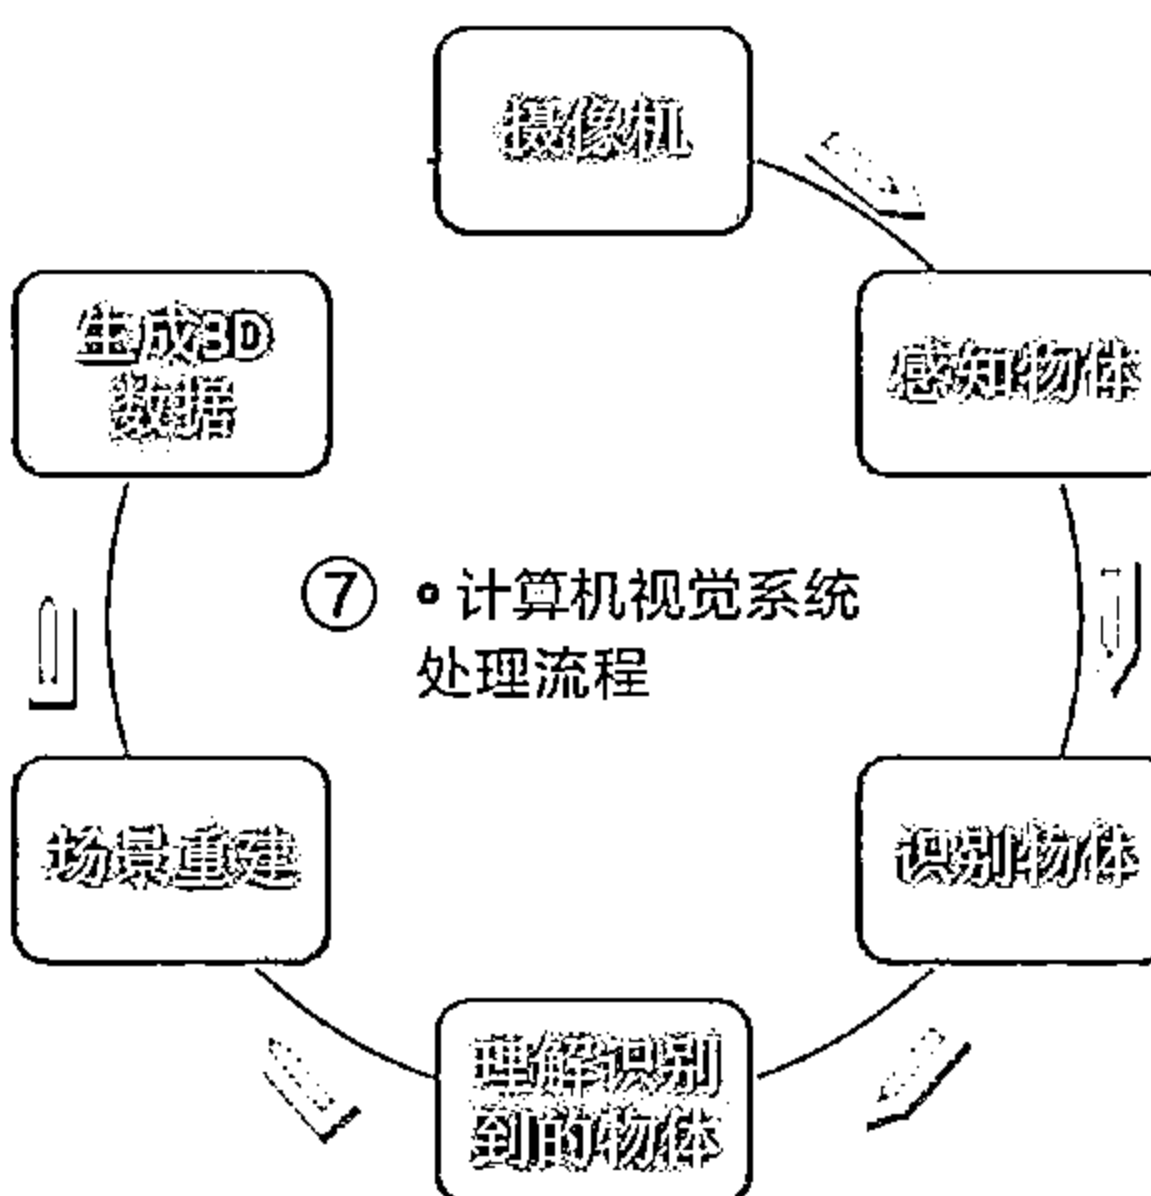 摄像机
生成3D
数据
感知物体
⑦ •计算机视觉系统
处理流程
场景重建
识别物体
理解识别
到的物体